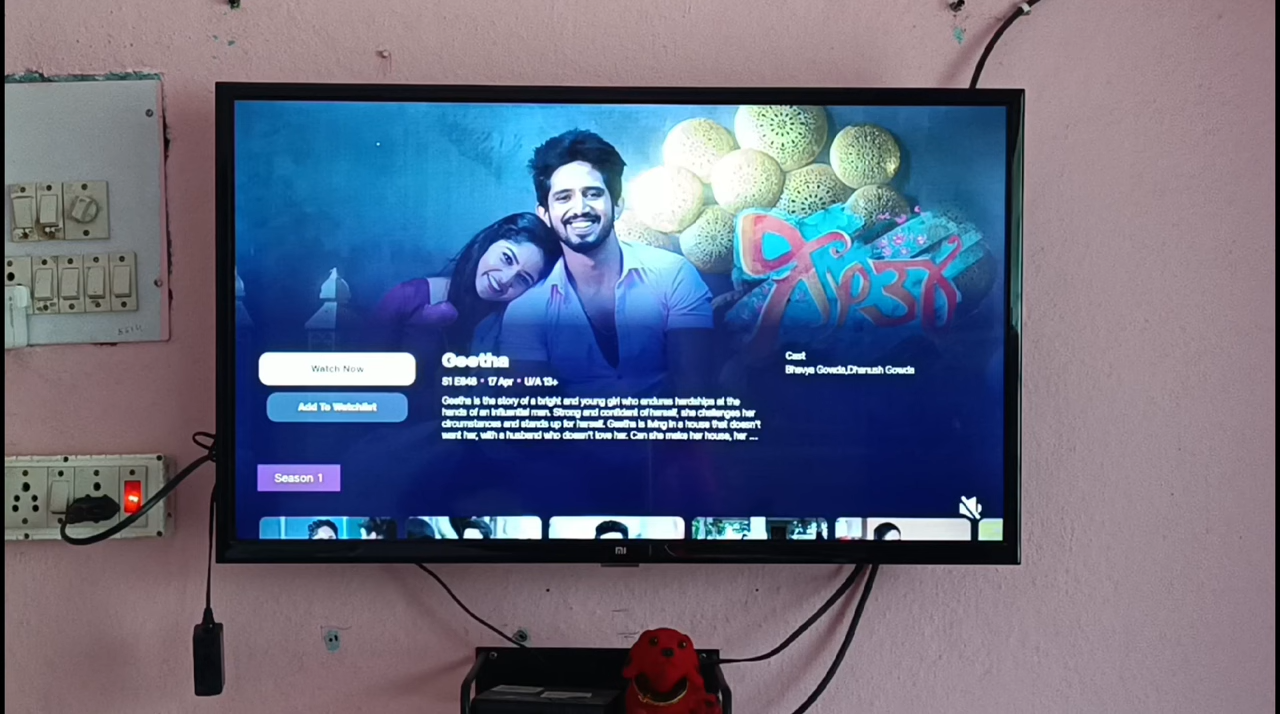 ಗೀತಾ
Watch Now
Add To Watchlist
Geetha
S1 E848 • 17 Apr • U/A 13+
Geetha is the story of a bright and young girl who endures hardships at the
hands of an influential man. Strong and confident of herself, she challenges her
circumstances and stands up for herself. Geetha is living in a house that doesn't
want her, with a husband who doesn't love her. Can she make her house, her ...
Cast
Bhavya Gowda,Dhanush Gowda
Season 1
MI